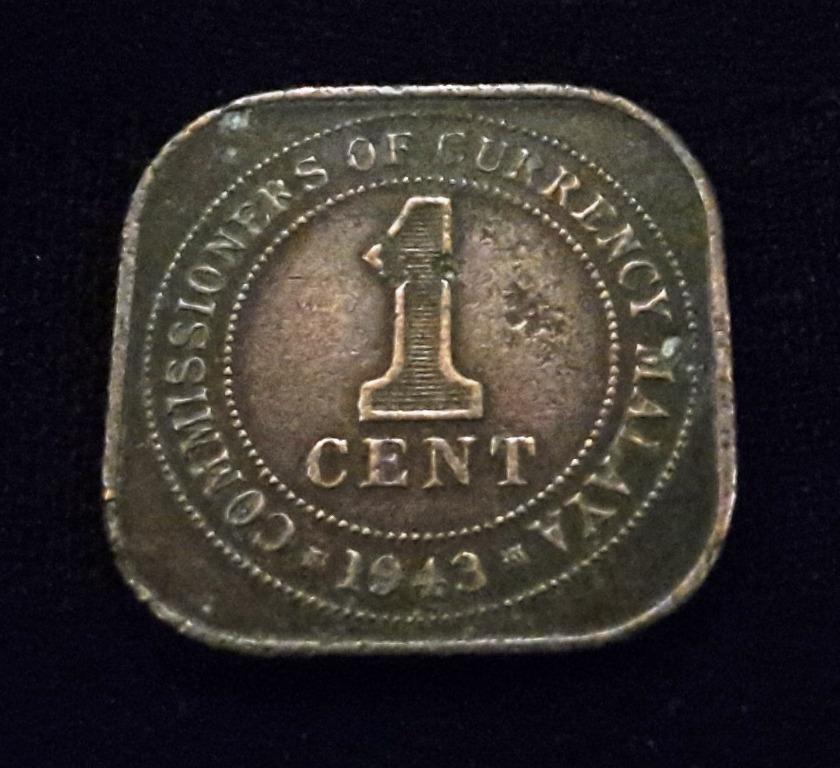 COMMISSIONERS OF CURRENCY MALAYA
1
CENT
1943